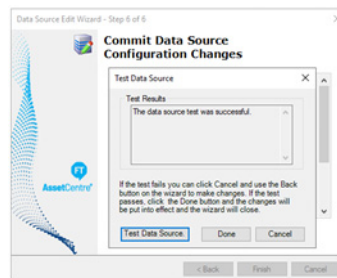 Data Source Edit Wizard - Step 6 of 6
Commit Data Source
Configuration Changes
Test Data Source
Test Results
The data source test was successful.
If the test fails you can click Cancel and use the Back
button on the wizard to make changes. If the test
passes, click the Done button and the changes will
be put into effect and the wizard will close.
Test Data Source
Done
Cancel
FT
AssetCentre®
< Back
Finish
Cancel